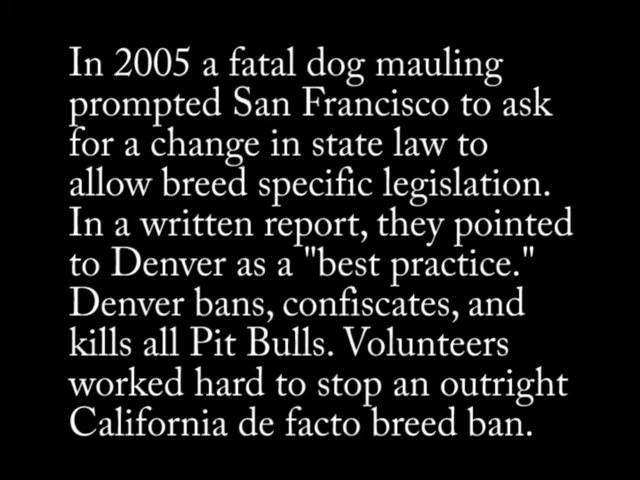 In 2005 a fatal dog mauling
prompted San Francisco to ask
for a change in state law to
allow breed specific legislation.
In a written report, they pointed
to Denver as a "best practice."
Denver bans, confiscates, and
kills all Pit Bulls. Volunteers
worked hard to stop an outright
California de facto breed ban.